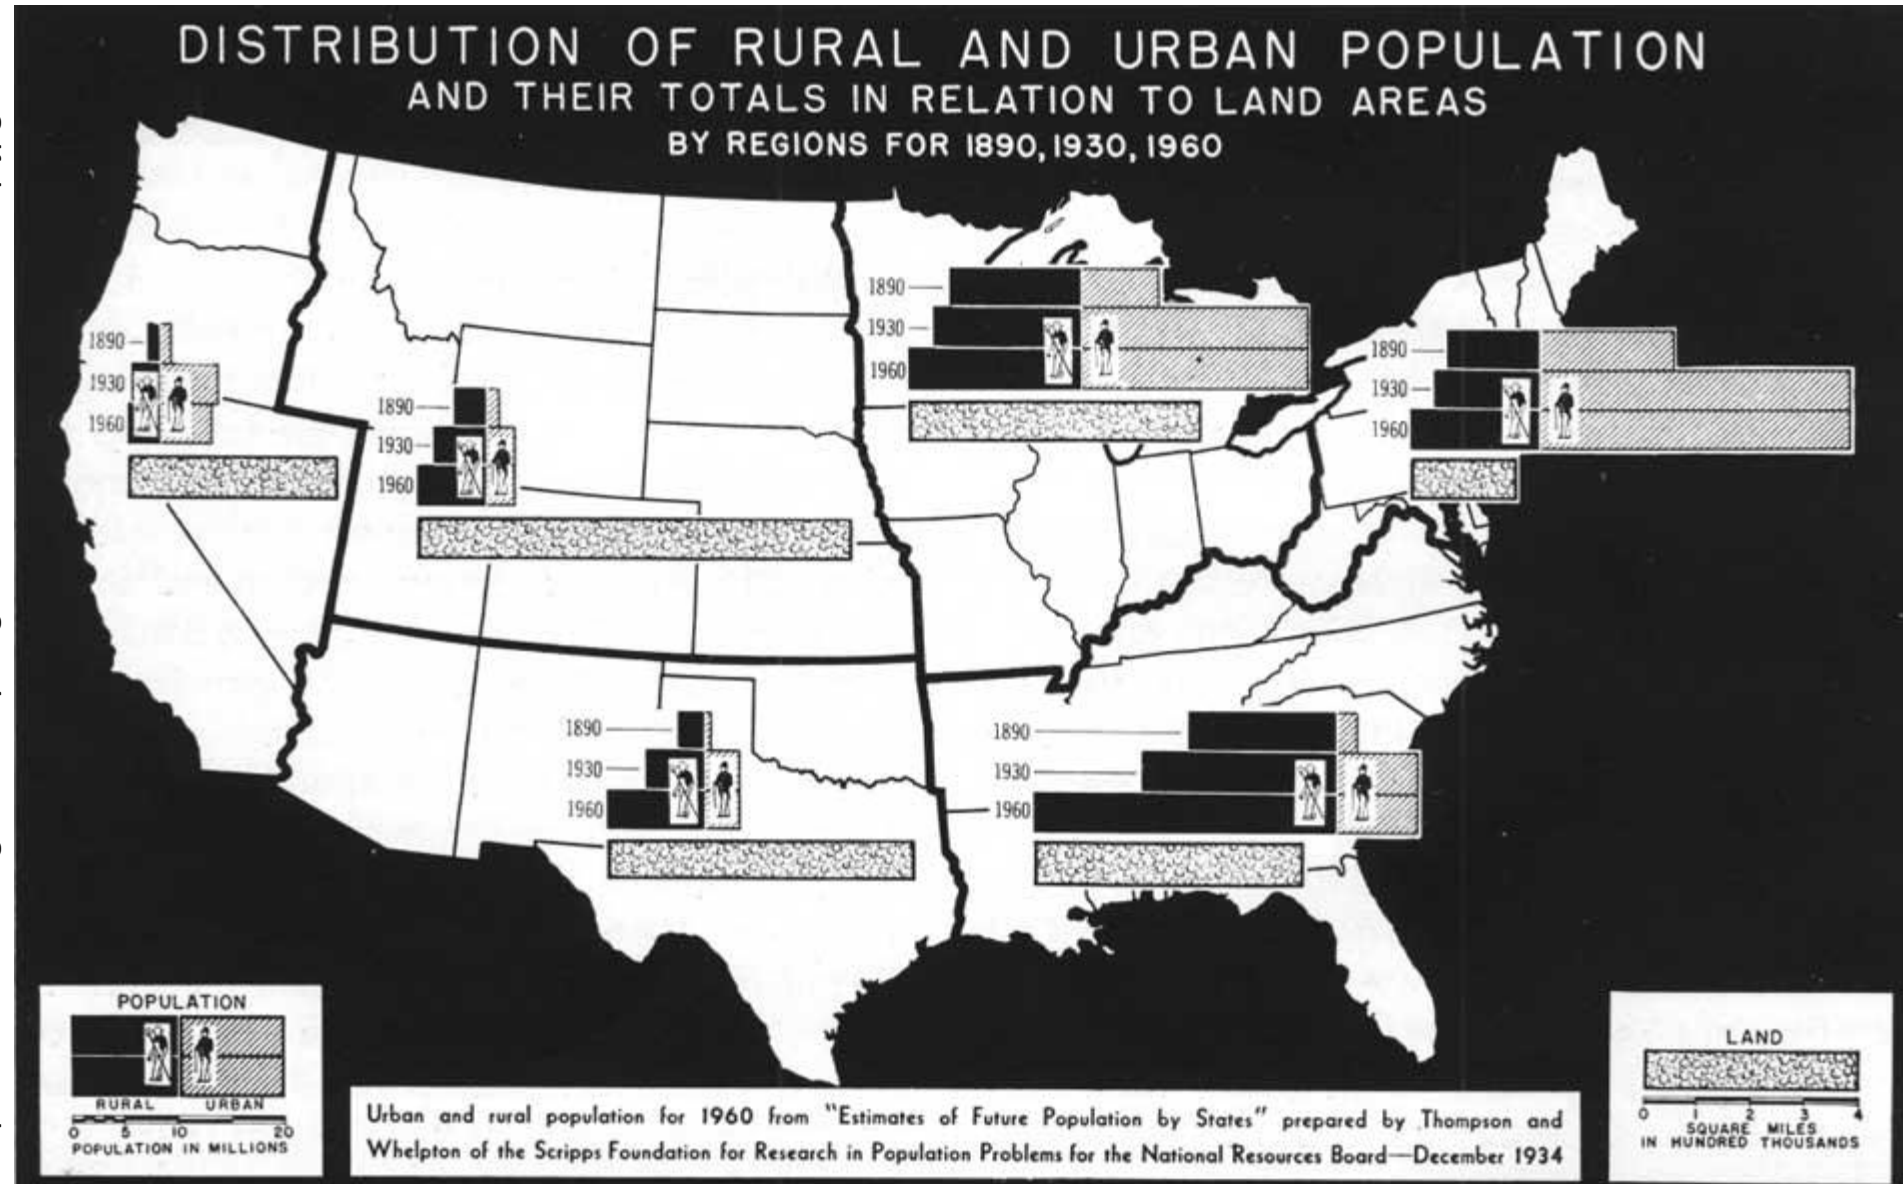 DISTRIBUTION OF RURAL AND URBAN POPULATION
AND THEIR TOTALS IN RELATION TO LAND AREAS
BY REGIONS FOR 1890, 1930, 1960
1890
1930
1960
1890
1930
1960
1890
1930
1960
1890
1930
1960
1890
1930
1960
1890
1930
1960
POPULATION
RURAL URBAN
0 5 10 20
POPULATION IN MILLIONS
Urban and rural population for 1960 from "Estimates of Future Population by States" prepared by Thompson and
Whelpton of the Scripps Foundation for Research in Population Problems for the National Resources Board—December 1934
LAND
0 1 2 3 4
SQUARE MILES
IN HUNDRED THOUSANDS